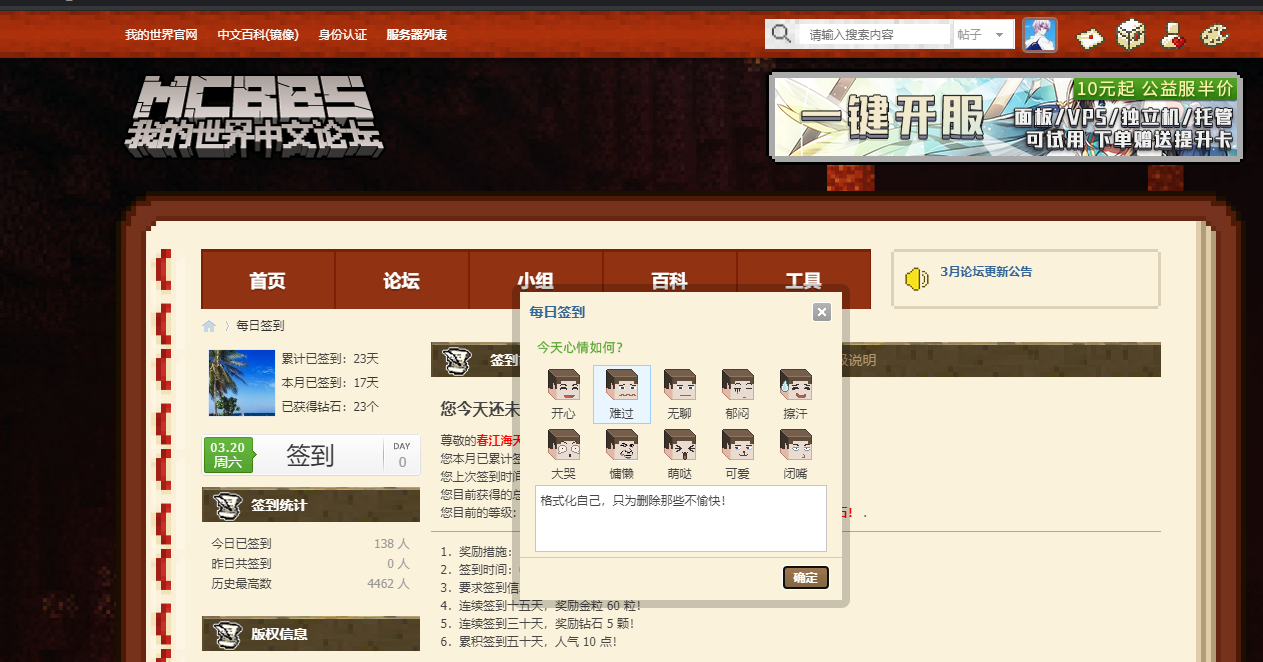 我的世界官网 中文百科(镜像) 身份认证 服务器列表
请输入搜索内容 帖子
MCBBS
我的世界中文论坛
10元起 公益服半价
一键开服
面板/VPS/独立机/托管
可试用 下单赠送提升卡
首页 论坛 小组 百科 工具
3月论坛更新公告
每日签到
累计已签到：23天
本月已签到：17天
已获得钻石：23个
03.20
周六
签到
DAY
0
签到统计
今日已签到 138 人
昨日共签到 0 人
历史最高数 4462 人
版权信息
签到
级说明
您今天还未
尊敬的春江海天
您本月已累计签
您上次签到时间
您目前获得的总
您目前的等级:
石! .
1. 奖励措施:
2. 签到时间:
3. 要求签到信
4. 连续签到十五天，奖励金粒 60 粒!
5. 连续签到三十天，奖励钻石 5 颗!
6. 累积签到五十天，人气 10 点!
每日签到
今天心情如何?
开心 难过 无聊 郁闷 擦汗
大哭 慵懒 萌哒 可爱 闭嘴
格式化自己，只为删除那些不愉快!
确定